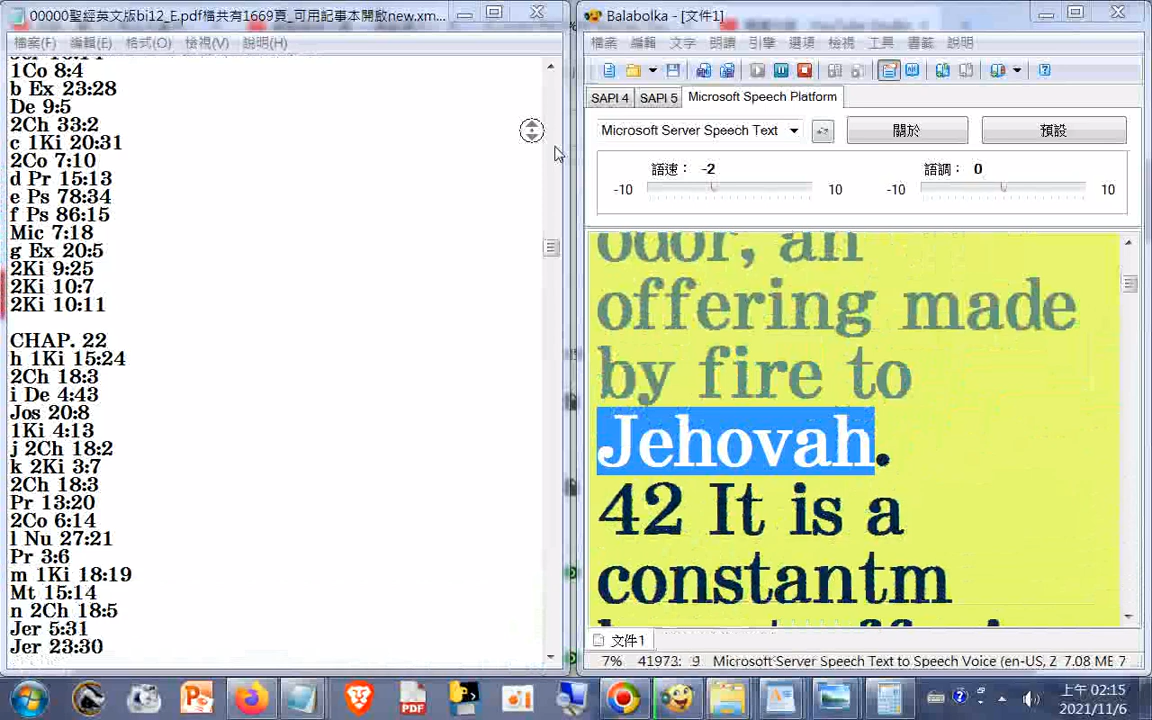 00000聖經英文版bi12_E.pdf檔共有1669頁_可用記事本開啟new.xm...
檔案(F) 編輯(E) 格式(O) 檢視(V) 說明(H)
1Co 8:4
b Ex 23:28
De 9:5
2Ch 33:2
c 1Ki 20:31
2Co 7:10
d Pr 15:13
e Ps 78:34
f Ps 86:15
Mic 7:18
g Ex 20:5
2Ki 9:25
2Ki 10:7
2Ki 10:11
CHAP. 22
h 1Ki 15:24
2Ch 18:3
i De 4:43
Jos 20:8
1Ki 4:13
j 2Ch 18:2
k 2Ki 3:7
2Ch 18:3
Pr 13:20
2Co 6:14
l Nu 27:21
Pr 3:6
m 1Ki 18:19
Mt 15:14
n 2Ch 18:5
Jer 5:31
Jer 23:30
Balabolka - [文件1]
檔案 編輯 文字 朗讀 引擎 選項 檢視 工具 書籤 說明
SAPI 4 SAPI 5 Microsoft Speech Platform
Microsoft Server Speech Text 關於 預設
語速： -2 語調： 0
-10 10 -10 10
odor, an
offering made
by fire to
Jehovah.
42 It is a
constantm
文件1
7% 41973: 9 Microsoft Server Speech Text to Speech Voice (en-US, Z 7.08 MB 7
上午 02:15
2021/11/6